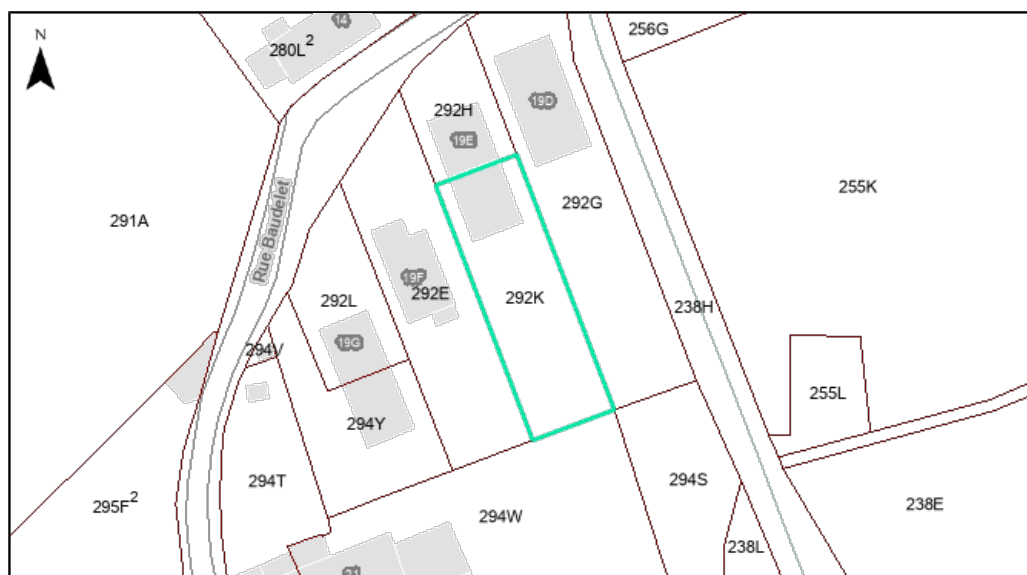 14
256G
N
280L²
19D
292H
19E
255K
Rue Baudelet
291A
292G
19F
292E
292K
292L
238H
19G
294V
255L
294Y
294T
294S
295F²
294W
238E
238L
21